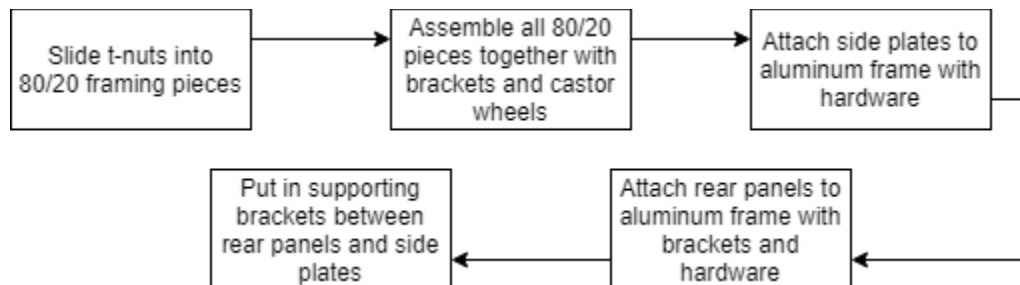 Slide t-nuts into
80/20 framing pieces
Assemble all 80/20
pieces together with
brackets and castor
wheels
Attach side plates to
aluminum frame with
hardware
Attach rear panels to
aluminum frame with
brackets and
hardware
Put in supporting
brackets between
rear panels and side
plates